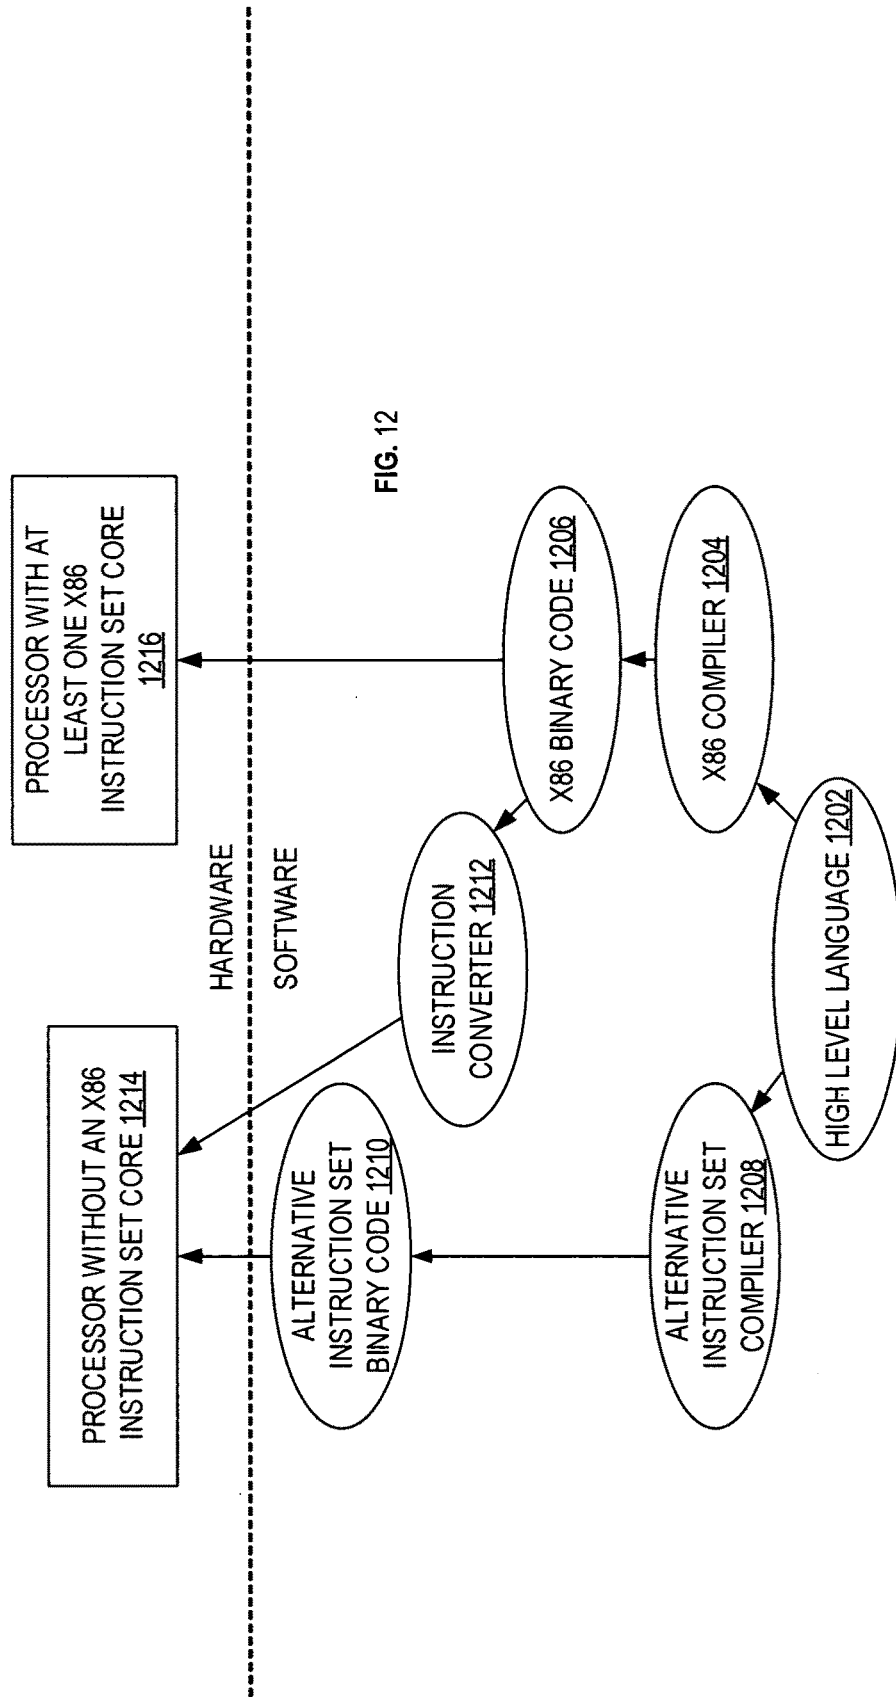 PROCESSOR WITHOUT AN X86
INSTRUCTION SET CORE 1214
PROCESSOR WITH AT
LEAST ONE X86
INSTRUCTION SET CORE
1216
HARDWARE
SOFTWARE
ALTERNATIVE
INSTRUCTION SET
BINARY CODE 1210
INSTRUCTION
CONVERTER 1212
FIG. 12
X86 BINARY CODE 1206
ALTERNATIVE
INSTRUCTION SET
COMPILER 1208
X86 COMPILER 1204
HIGH LEVEL LANGUAGE 1202